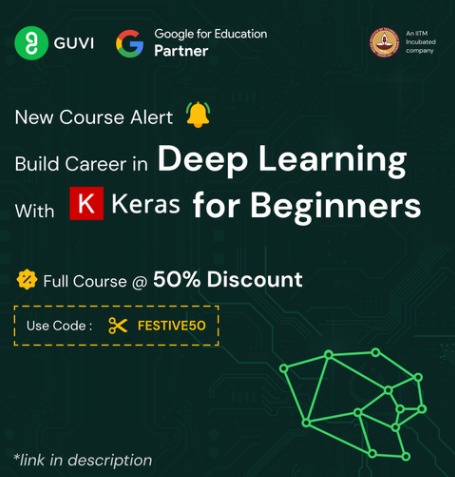 GUVI
Google for Education
Partner
An IITM
Incubated
company
New Course Alert
Build Career in Deep Learning
With K Keras for Beginners
Full Course @ 50% Discount
Use Code : FESTIVE50
*link in description